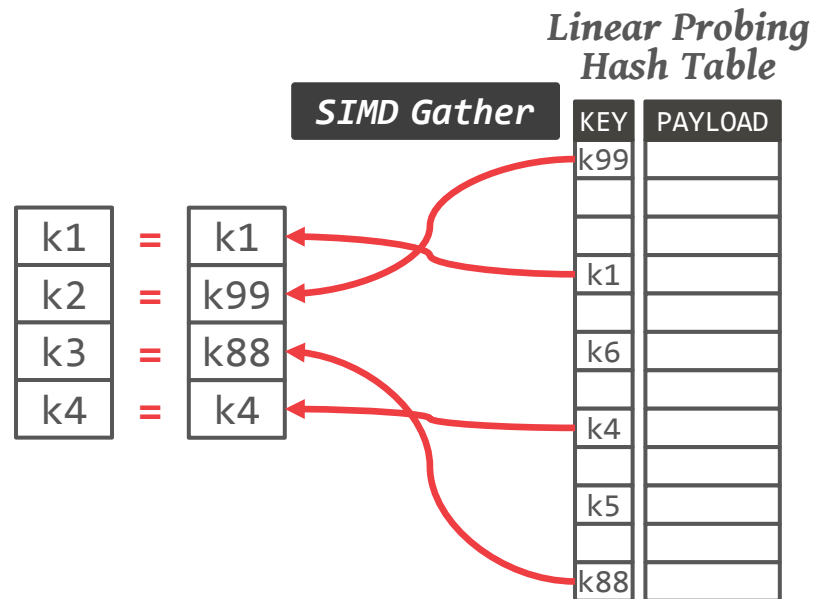 Linear Probing
Hash Table
SIMD Gather
KEY PAYLOAD
k99
k1 = k1
k2 = k99
k3 = k88
k4 = k4
k1
k6
k4
k5
k88